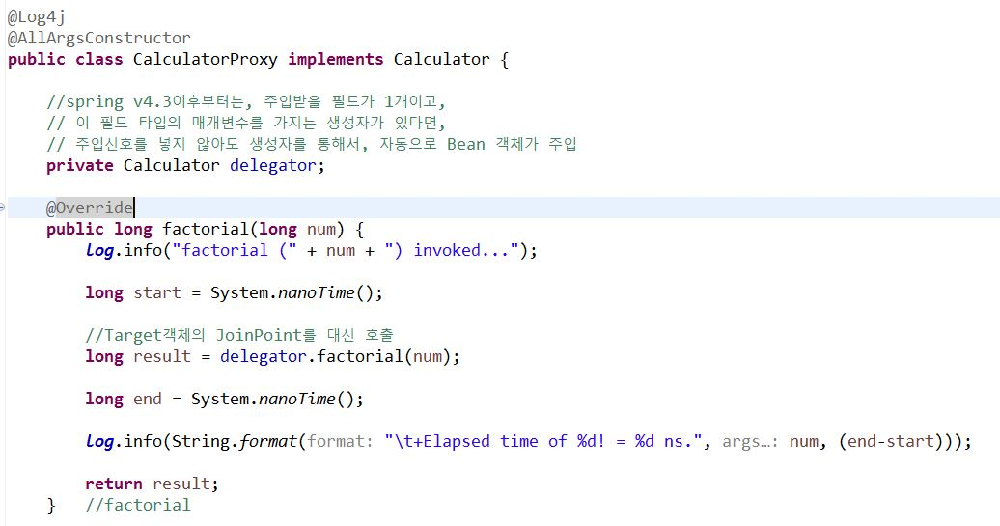 @Log4j
@AllArgsConstructor
public class CalculatorProxy implements Calculator {
//spring v4.3이후부터는, 주입받을 필드가 1개이고,
// 이 필드 타입의 매개변수를 가지는 생성자가 있다면,
// 주입신호를 넣지 않아도 생성자를 통해서, 자동으로 Bean 객체가 주입
private Calculator delegator;
@Override
public long factorial(long num) {
log.info("factorial (" + num + ") invoked...");
long start = System.nanoTime();
//Target객체의 JoinPoint를 대신 호출
long result = delegator.factorial(num);
long end = System.nanoTime();
log.info(String.format(format: "\t+Elapsed time of %d! = %d ns.", args…: num, (end-start)));
return result;
} //factorial